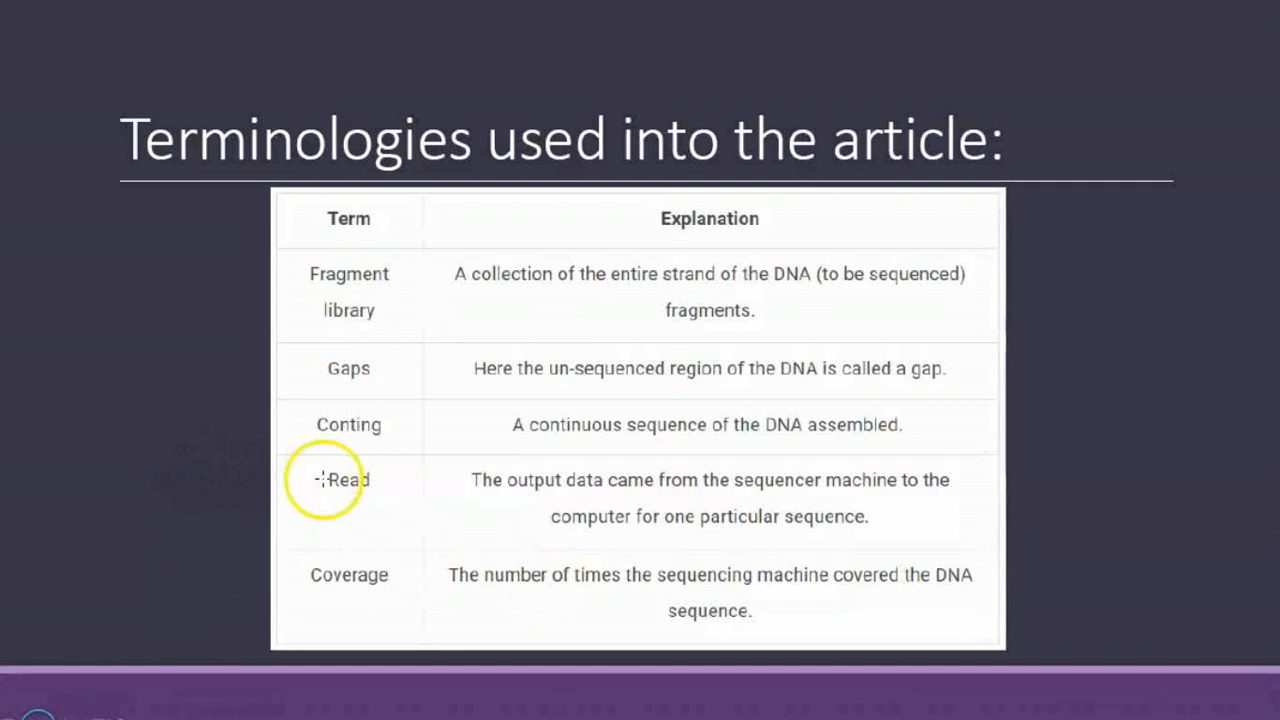 Terminologies used into the article:
Term
Explanation
Fragment
library
A collection of the entire strand of the DNA (to be sequenced)
fragments.
Gaps
Here the un-sequenced region of the DNA is called a gap.
Conting
A continuous sequence of the DNA assembled.
Read
The output data came from the sequencer machine to the
computer for one particular sequence.
Coverage
The number of times the sequencing machine covered the DNA
sequence.